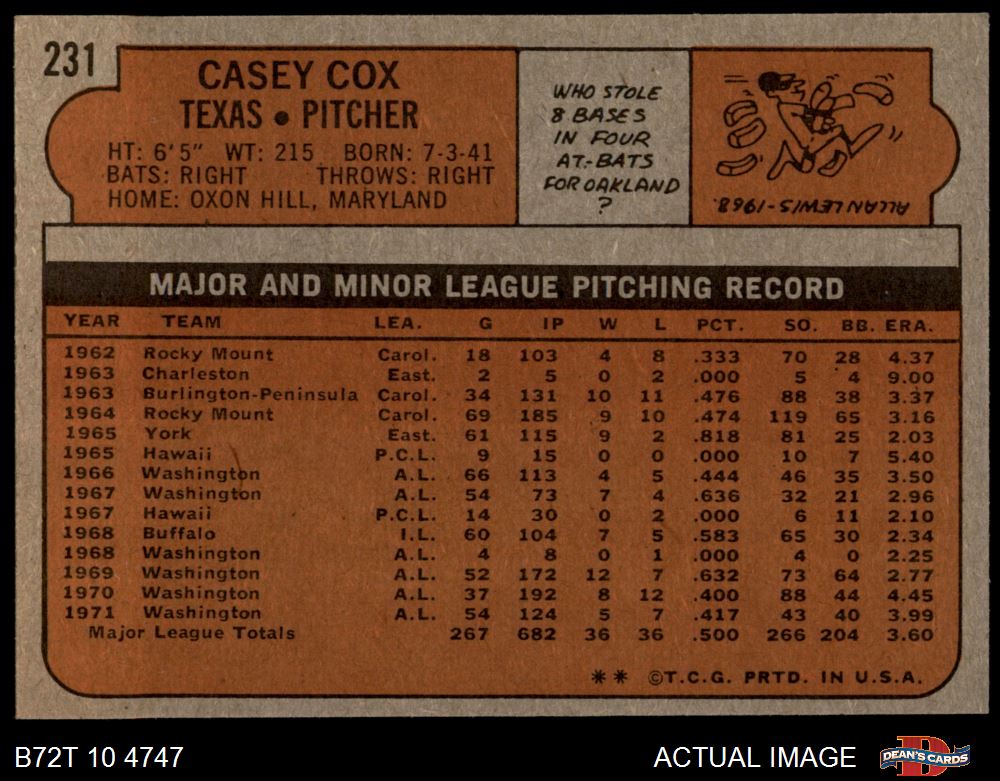 231
CASEY COX
TEXAS • PITCHER
HT: 6'5" WT: 215 BORN: 7-3-41
BATS: RIGHT THROWS: RIGHT
HOME: OXON HILL, MARYLAND
WHO STOLE
8 BASES
IN FOUR
AT-BATS
FOR OAKLAND
?
ALLAN LEWIS-1968.
MAJOR AND MINOR LEAGUE PITCHING RECORD
YEAR TEAM LEA. G IP W L PCT. SO. BB. ERA.
1962 Rocky Mount Carol. 18 103 4 8 .333 70 28 4.37
1963 Charleston East. 2 5 0 2 .000 5 4 9.00
1963 Burlington-Peninsula Carol. 34 131 10 11 .476 88 38 3.37
1964 Rocky Mount Carol. 69 185 9 10 .474 119 65 3.16
1965 York East. 61 115 9 2 .818 81 25 2.03
1965 Hawaii P.C.L. 9 15 0 0 .000 10 7 5.40
1966 Washington A.L. 66 113 4 5 .444 46 35 3.50
1967 Washington A.L. 54 73 7 4 .636 32 21 2.96
1967 Hawaii P.C.L. 14 30 0 2 .000 6 11 2.10
1968 Buffalo I.L. 60 104 7 5 .583 65 30 2.34
1968 Washington A.L. 4 8 0 1 .000 4 0 2.25
1969 Washington A.L. 52 172 12 7 .632 73 64 2.77
1970 Washington A.L. 37 192 8 12 .400 88 44 4.45
1971 Washington A.L. 54 124 5 7 .417 43 40 3.99
Major League Totals 267 682 36 36 .500 266 204 3.60
** ©T.C.G. PRTD. IN U.S.A.
B72T 10 4747
ACTUAL IMAGE
DEAN'S CARDS